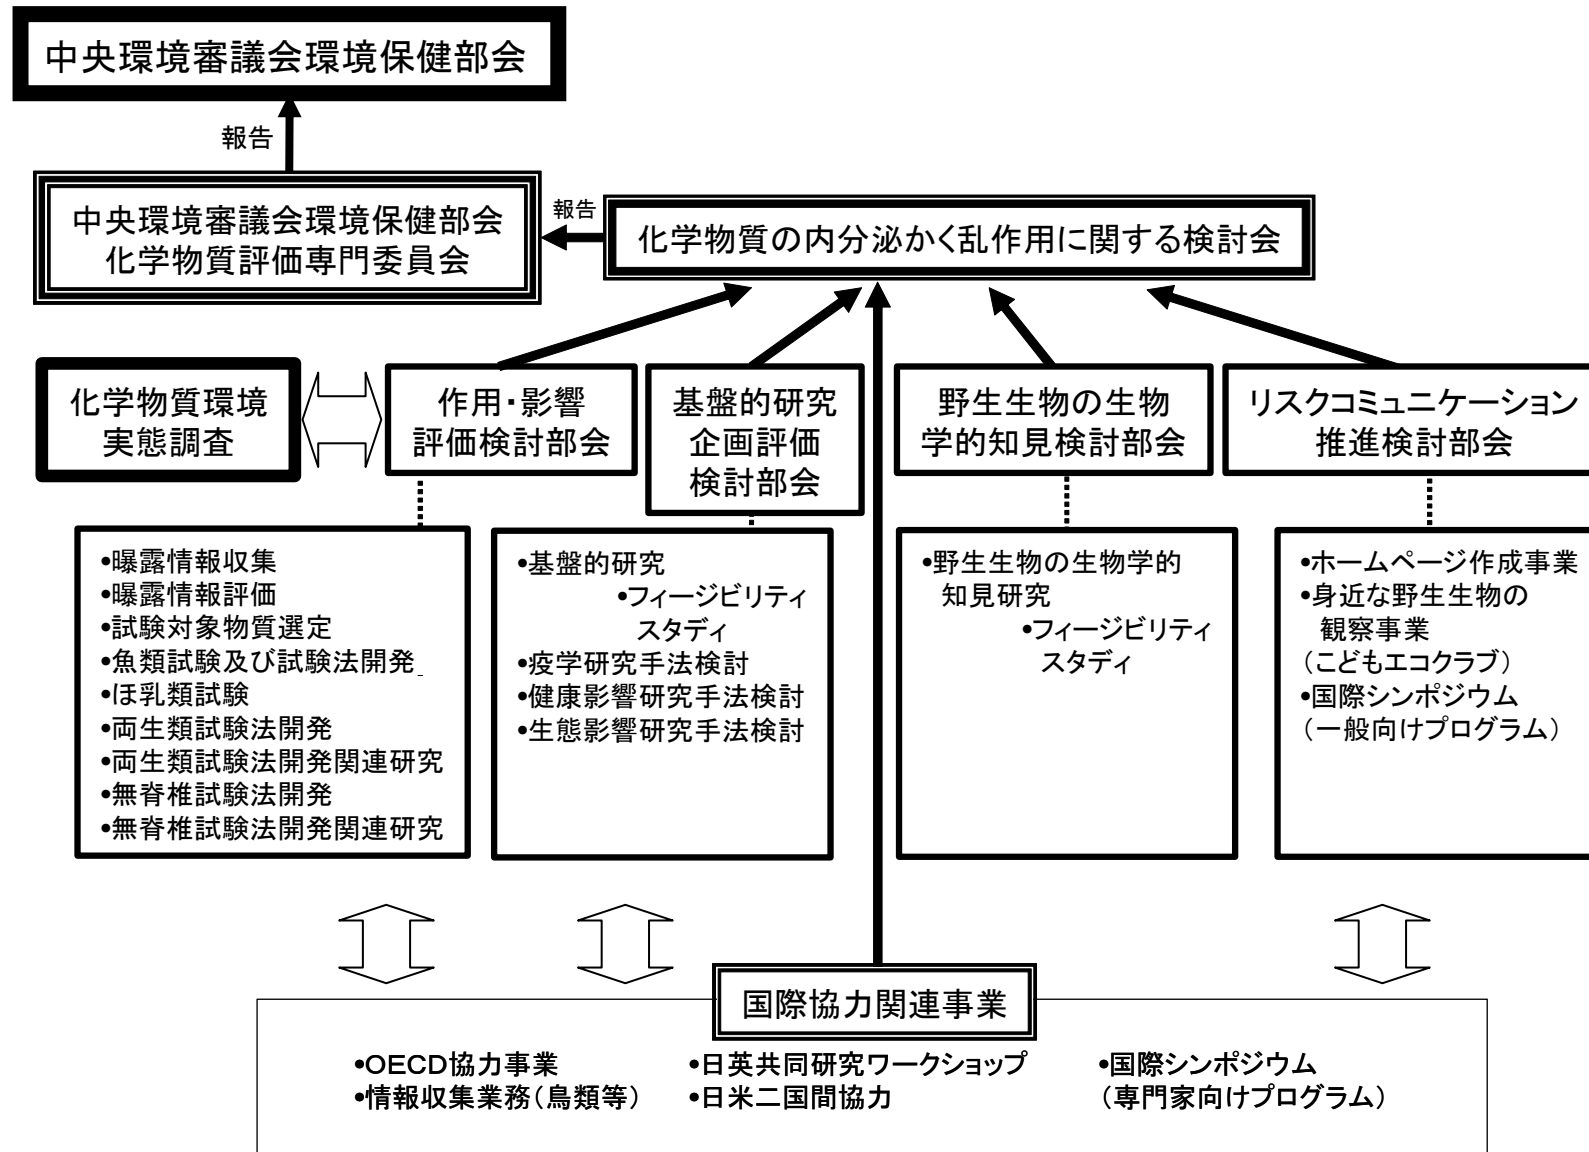 中央環境審議会環境保健部会
報告
中央環境審議会環境保健部会
化学物質評価専門委員会
報告
化学物質の内分泌かく乱作用に関する検討会
化学物質環境
実態調査
作用・影響
評価検討部会
基盤的研究
企画評価
検討部会
野生生物の生物
学的知見検討部会
リスクコミュニケーション
推進検討部会
•曝露情報収集
•曝露情報評価
•試験対象物質選定
•魚類試験及び試験法開発
•ほ乳類試験
•両生類試験法開発
•両生類試験法開発関連研究
•無脊椎試験法開発
•無脊椎試験法開発関連研究
•基盤的研究
•フィージビリティ
スタディ
•疫学研究手法検討
•健康影響研究手法検討
•生態影響研究手法検討
•野生生物の生物学的
知見研究
•フィージビリティ
スタディ
•ホームページ作成事業
•身近な野生生物の
観察事業
（こどもエコクラブ）
•国際シンポジウム
（一般向けプログラム）
国際協力関連事業
•OECD協力事業
•情報収集業務（鳥類等）
•日英共同研究ワークショップ
•日米二国間協力
•国際シンポジウム
（専門家向けプログラム）